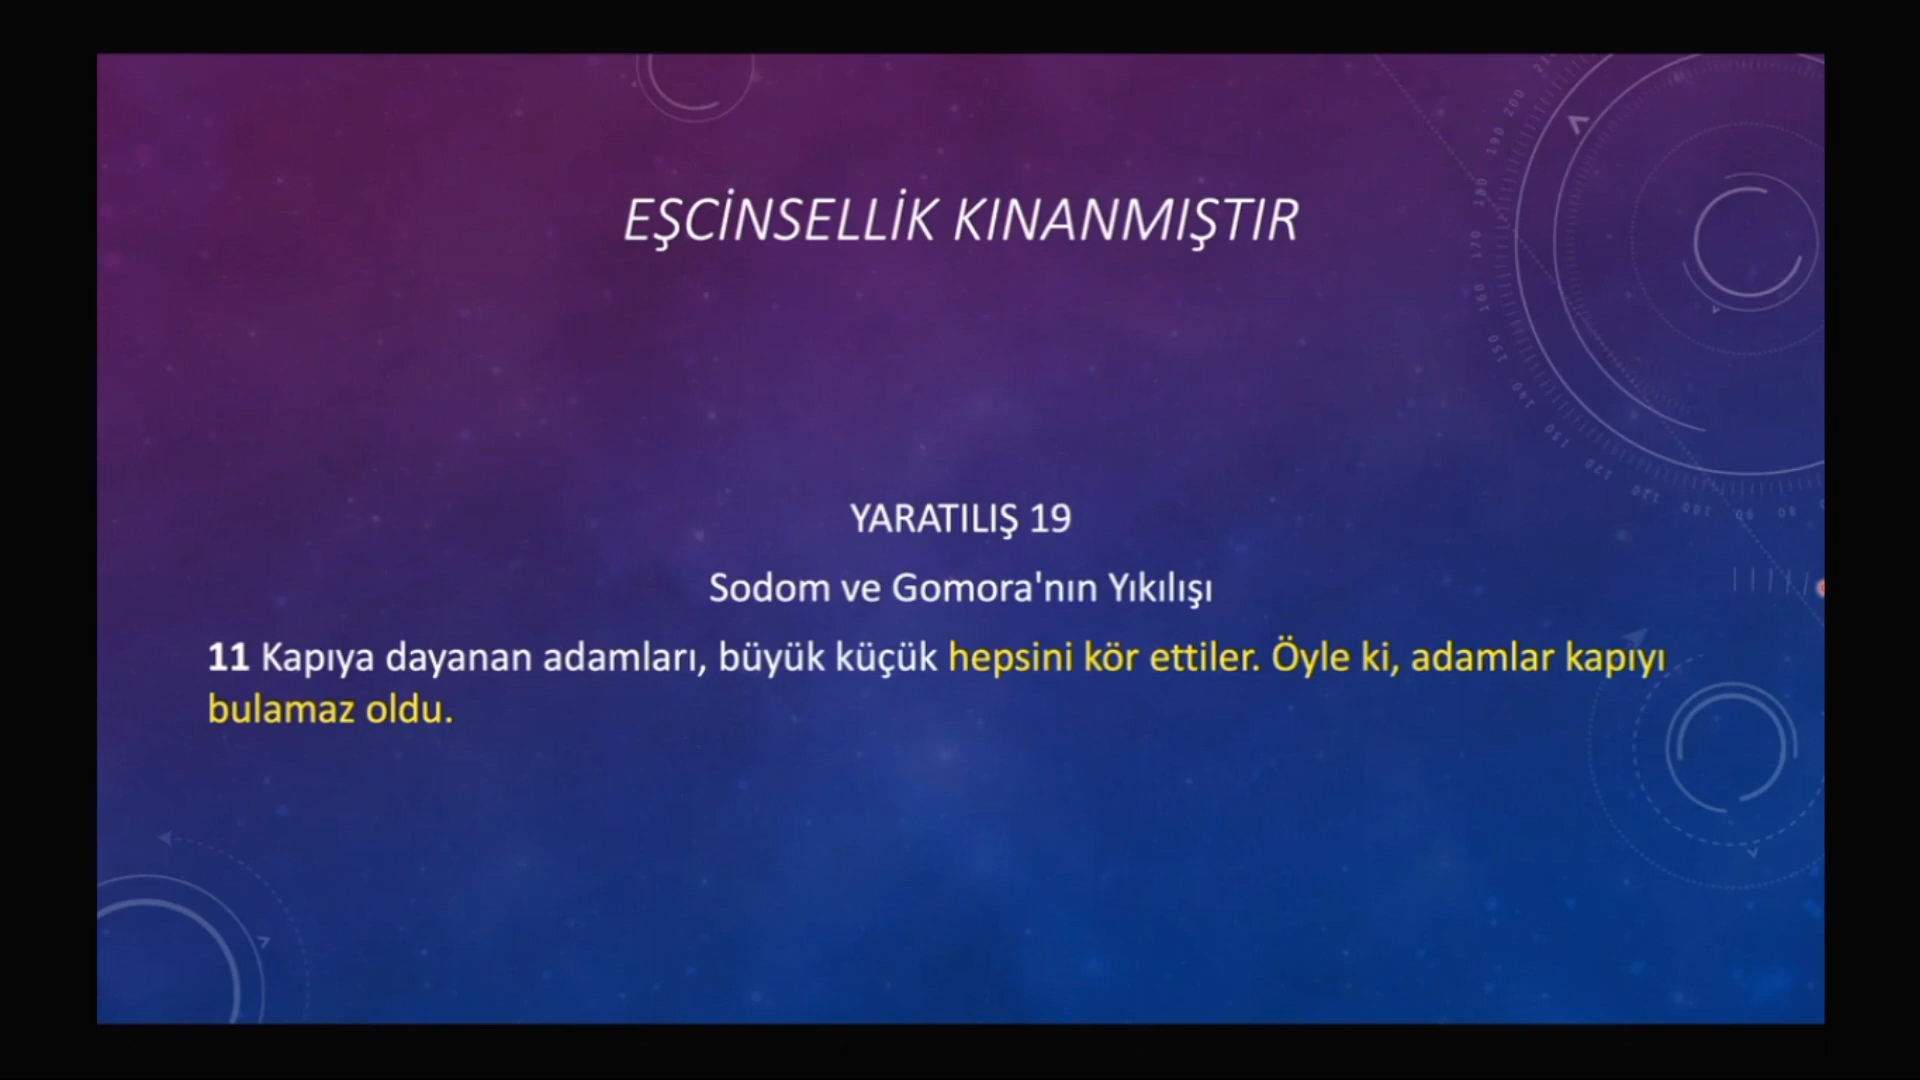 EŞCİNSELLİK KINANMIŞTIR
YARATILIŞ 19
Sodom ve Gomora'nın Yıkılışı
11 Kapıya dayanan adamları, büyük küçük hepsini kör ettiler. Öyle ki, adamlar kapıyı
bulamaz oldu.